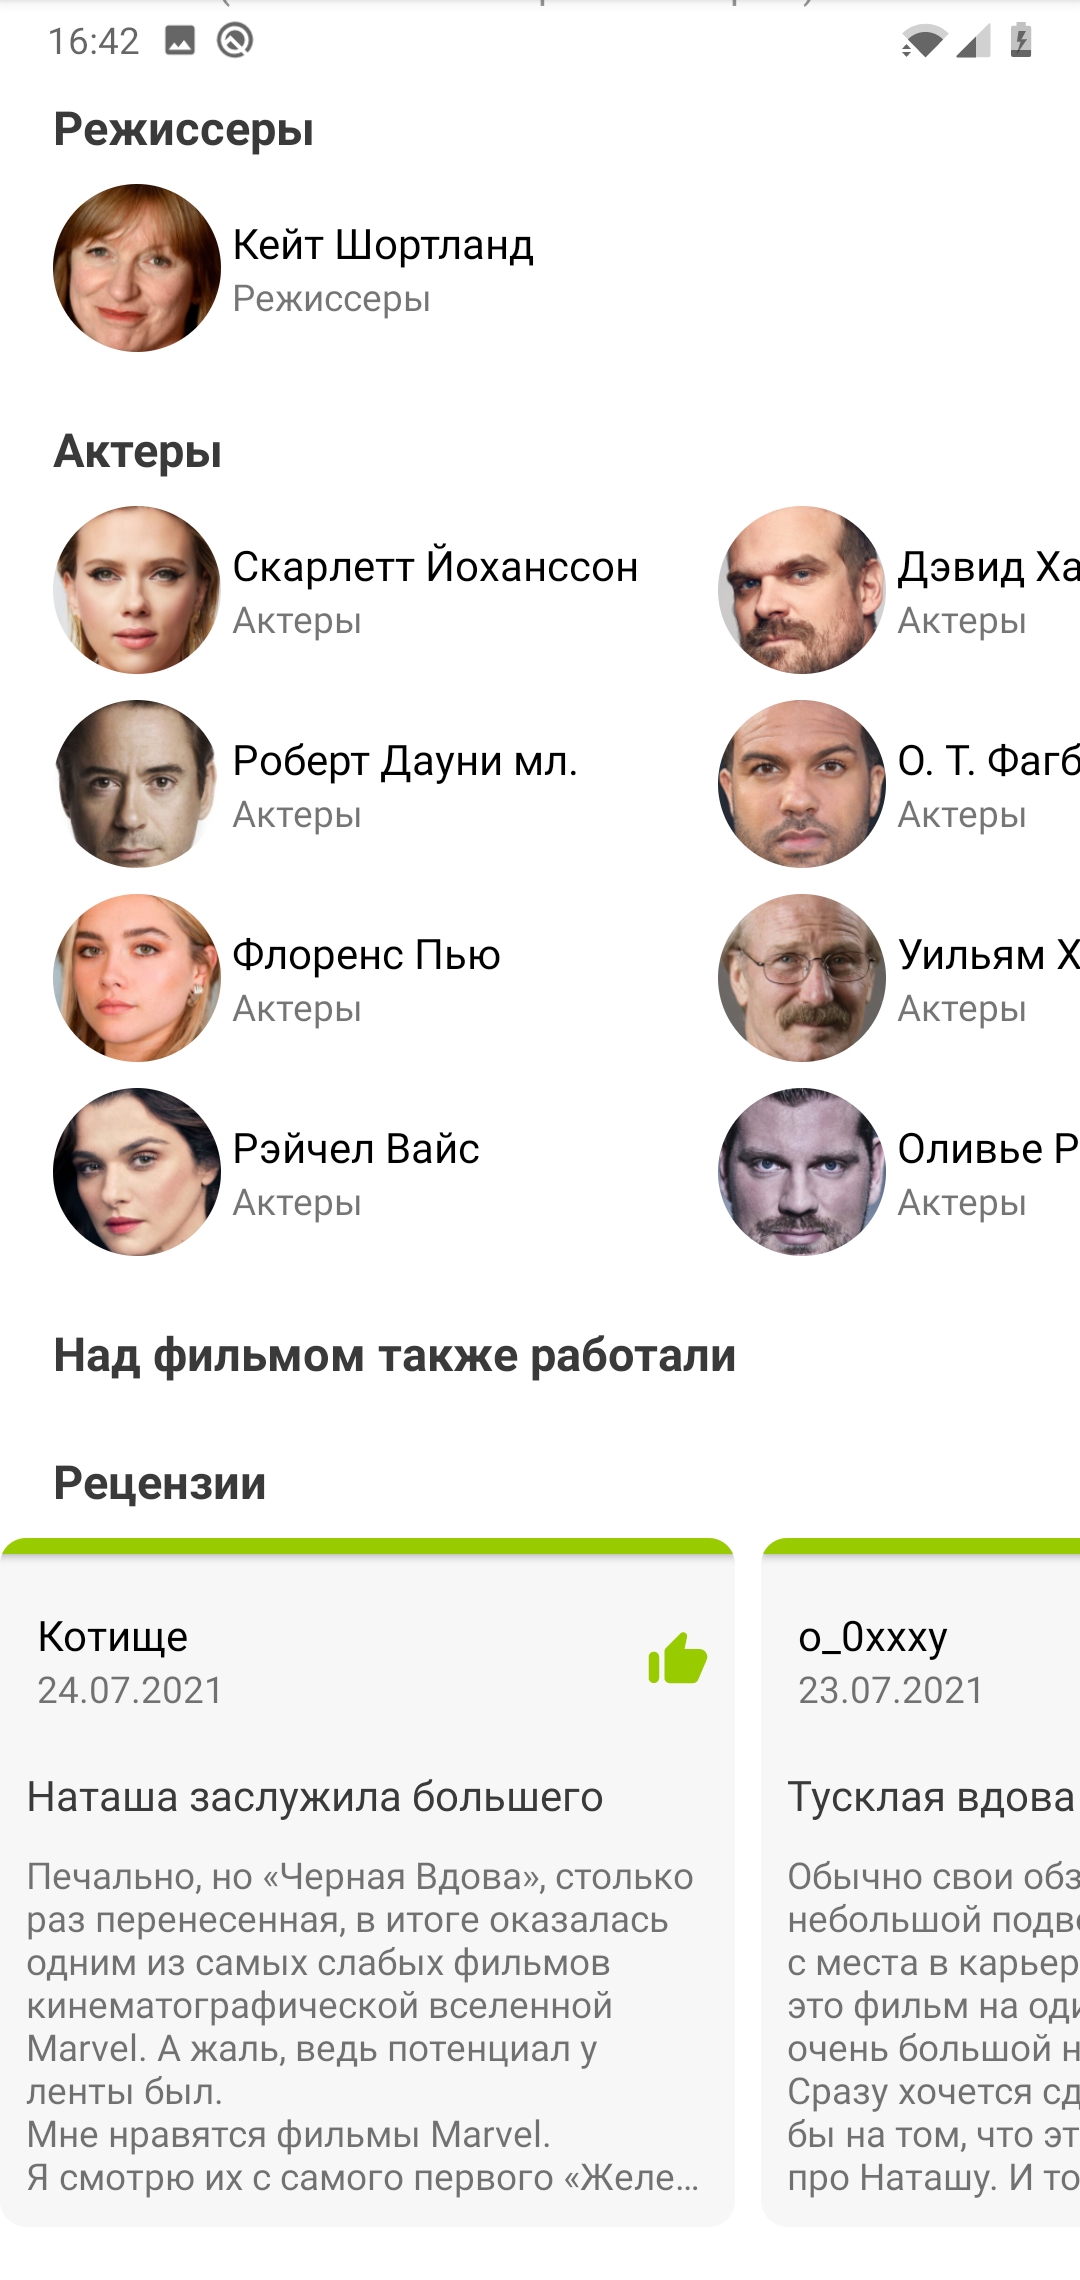 16:42
Режиссеры
Кейт Шортланд
Режиссеры
Актеры
Скарлетт Йоханссон
Актеры
Дэвид Ха
Актеры
Роберт Дауни мл.
Актеры
О. Т. Фагб
Актеры
Флоренс Пью
Актеры
Уильям Х
Актеры
Рэйчел Вайс
Актеры
Оливье Р
Актеры
Над фильмом также работали
Рецензии
Котище
24.07.2021
Наташа заслужила большего
Печально, но «Черная Вдова», столько
раз перенесенная, в итоге оказалась
одним из самых слабых фильмов
кинематографической вселенной
Marvel. А жаль, ведь потенциал у
ленты был.
Мне нравятся фильмы Marvel.
Я смотрю их с самого первого «Желе...
o_0xxxy
23.07.2021
Тусклая вдова
Обычно свои обз
небольшой подво
с места в карьер
это фильм на оди
очень большой н
Сразу хочется сд
бы на том, что эт
про Наташу. И то